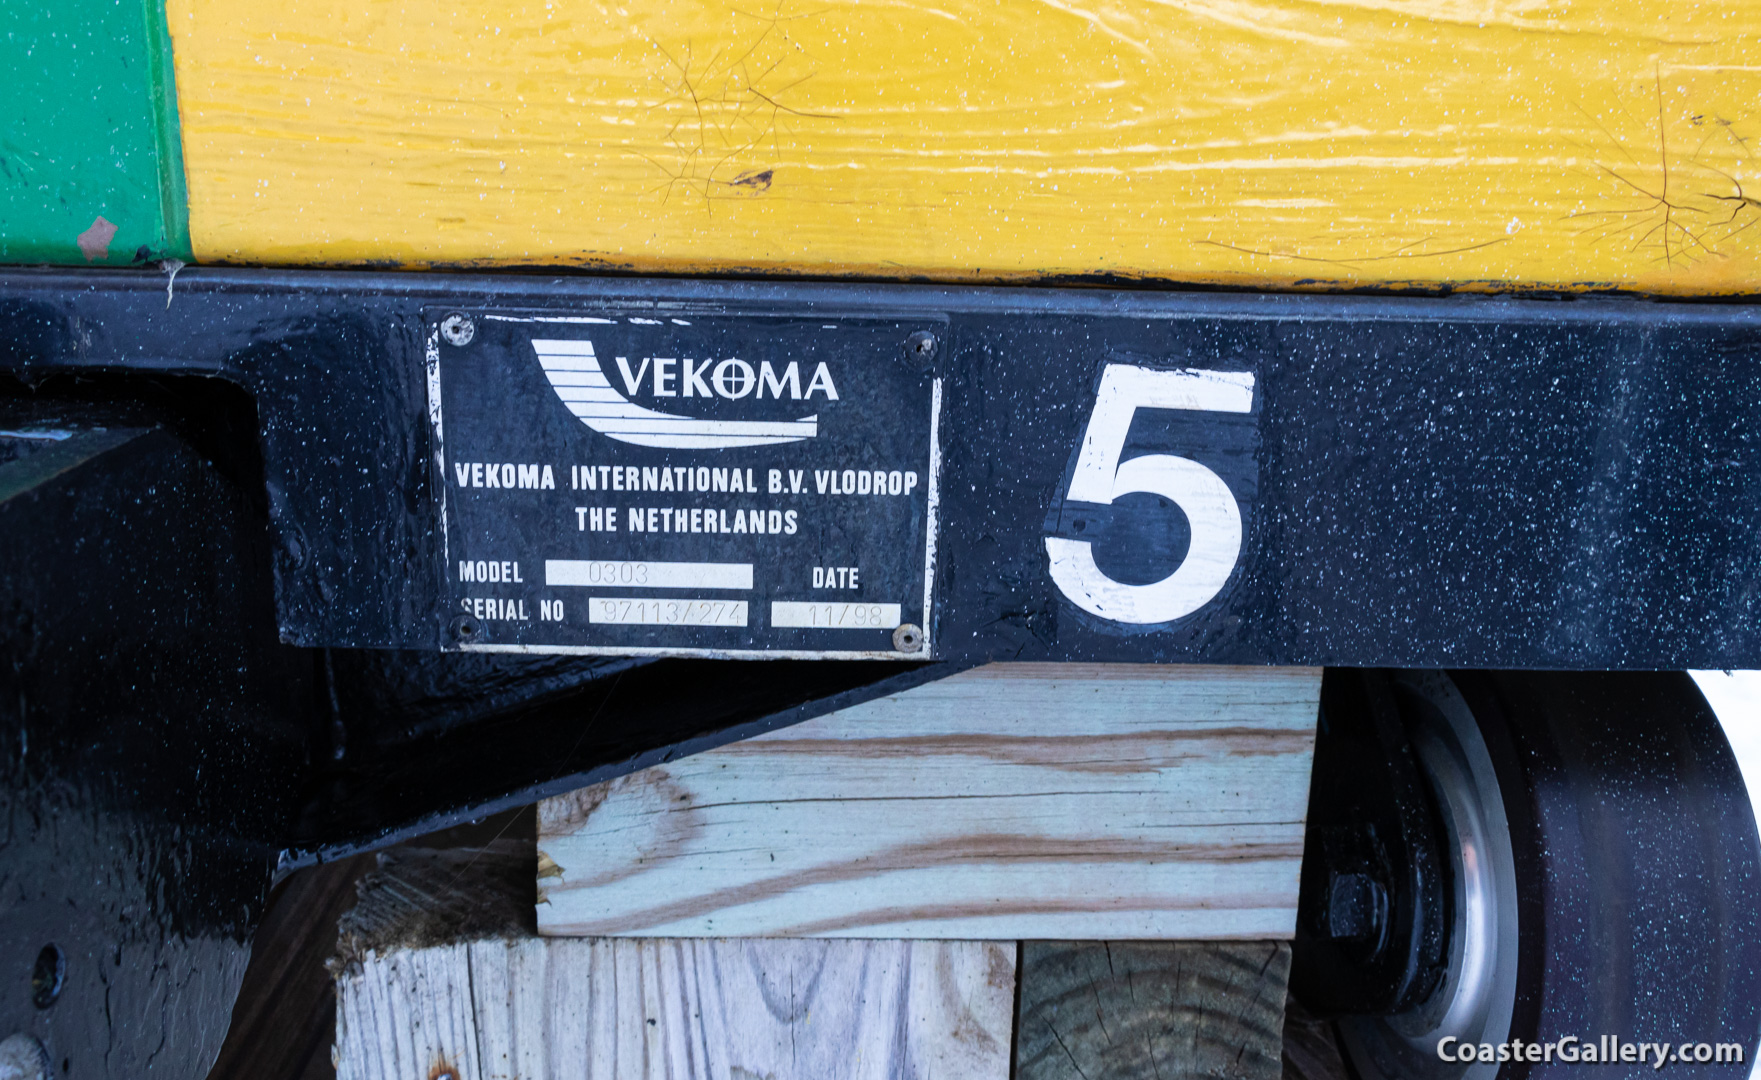 VEKOMA
VEKOMA INTERNATIONAL B.V. VLODROP
THE NETHERLANDS
MODEL 0303 DATE
SERIAL NO 97113/274 11/98
5
CoasterGallery.com